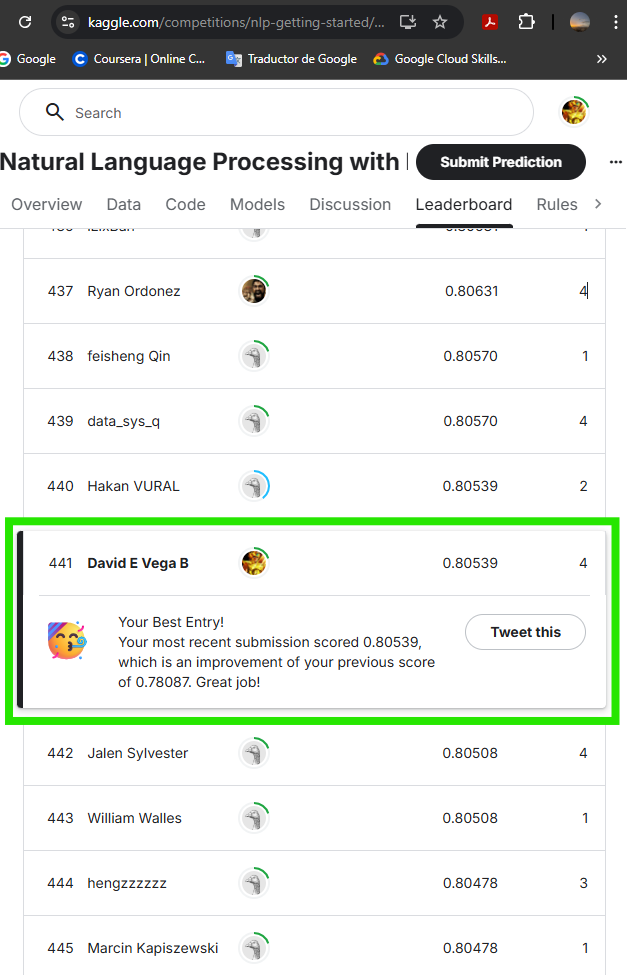 kaggle.com/competitions/nlp-getting-started/...
Google
Coursera | Online C...
Traductor de Google
Google Cloud Skills...
»
Search
Natural Language Processing with
Submit Prediction
...
Overview Data Code Models Discussion Leaderboard Rules >
437 Ryan Ordonez 0.80631 4
438 feisheng Qin 0.80570 1
439 data_sys_q 0.80570 4
440 Hakan VURAL 0.80539 2
441 David E Vega B 0.80539 4
Your Best Entry!
Your most recent submission scored 0.80539,
which is an improvement of your previous score
of 0.78087. Great job!
Tweet this
442 Jalen Sylvester 0.80508 4
443 William Walles 0.80508 1
444 hengzzzzzz 0.80478 3
445 Marcin Kapiszewski 0.80478 1